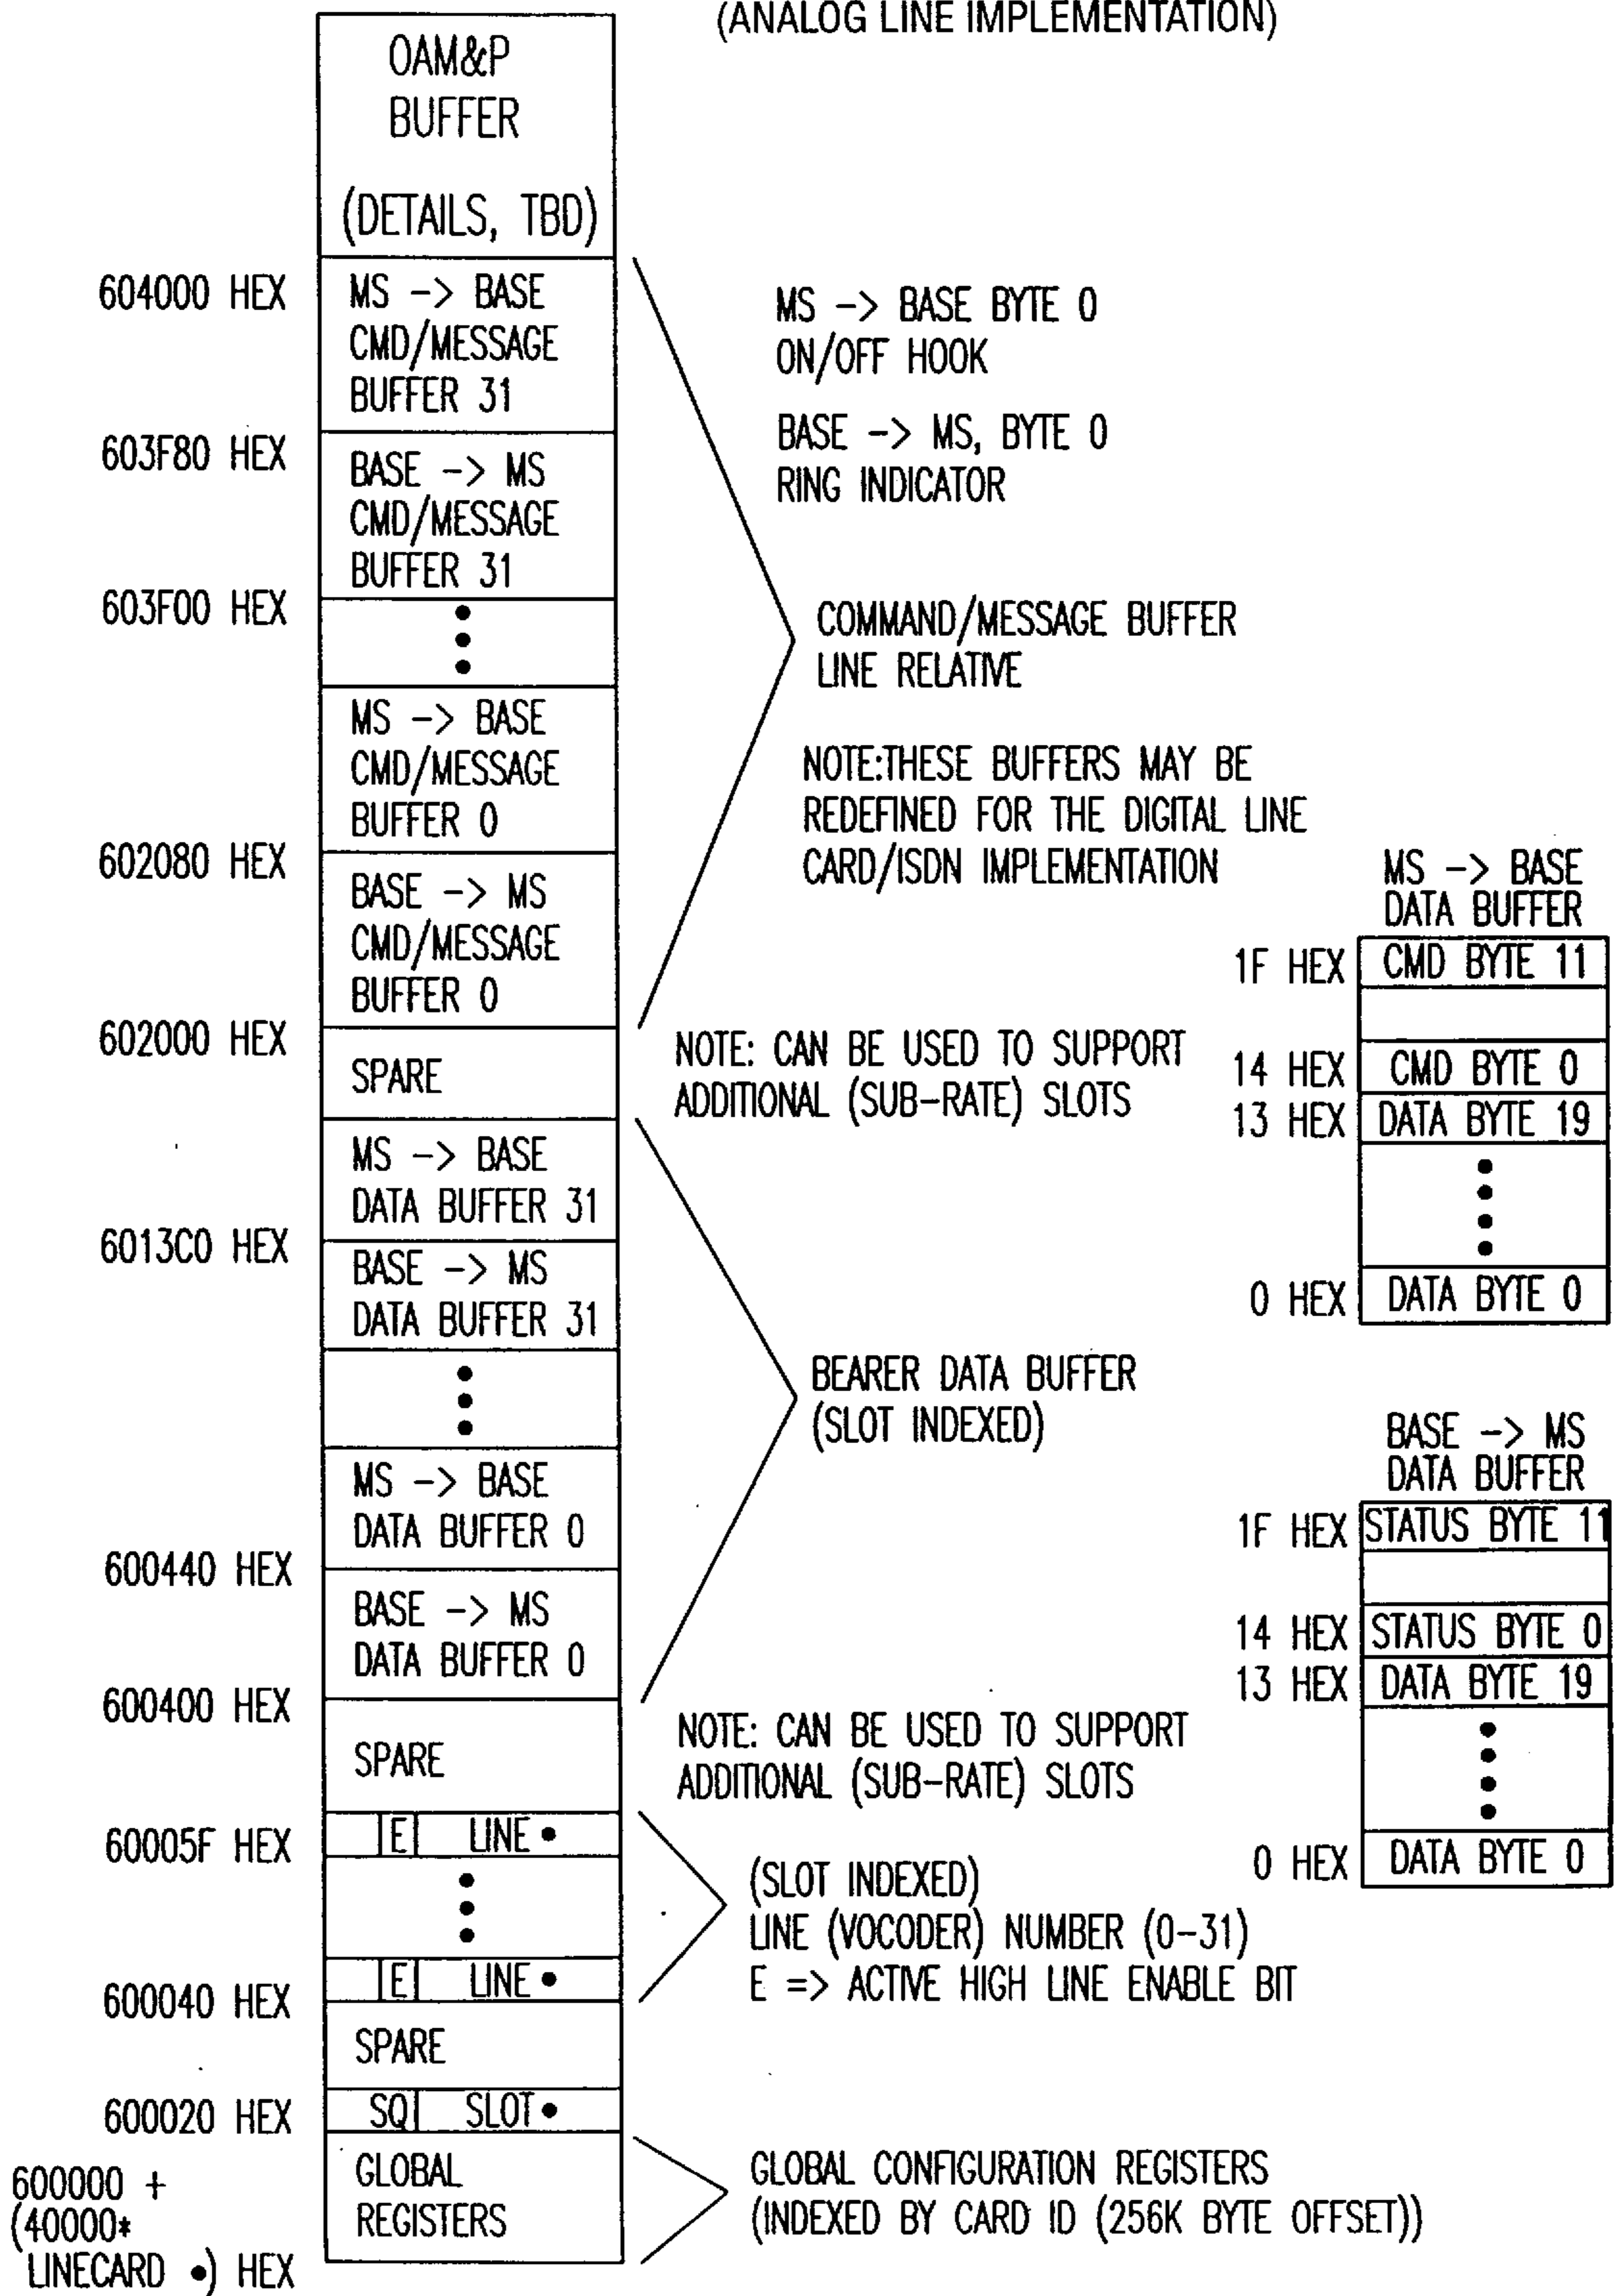 (ANALOG LINE IMPLEMENTATION)
OAM&P
BUFFER
(DETAILS, TBD)
604000 HEX
MS -> BASE
CMD/MESSAGE
BUFFER 31
MS -> BASE BYTE 0
ON/OFF HOOK
BASE -> MS, BYTE 0
RING INDICATOR
603F80 HEX
BASE -> MS
CMD/MESSAGE
BUFFER 31
603F00 HEX
COMMAND/MESSAGE BUFFER
LINE RELATIVE
MS -> BASE
CMD/MESSAGE
BUFFER 0
NOTE:THESE BUFFERS MAY BE
REDEFINED FOR THE DIGITAL LINE
CARD/ISDN IMPLEMENTATION
602080 HEX
BASE -> MS
CMD/MESSAGE
BUFFER 0
602000 HEX
SPARE
NOTE: CAN BE USED TO SUPPORT
ADDITIONAL (SUB-RATE) SLOTS
MS -> BASE
DATA BUFFER 31
6013C0 HEX
BASE -> MS
DATA BUFFER 31
BEARER DATA BUFFER
(SLOT INDEXED)
MS -> BASE
DATA BUFFER 0
600440 HEX
BASE -> MS
DATA BUFFER 0
600400 HEX
SPARE
NOTE: CAN BE USED TO SUPPORT
ADDITIONAL (SUB-RATE) SLOTS
60005F HEX
E LINE •
(SLOT INDEXED)
LINE (VOCODER) NUMBER (0-31)
E => ACTIVE HIGH LINE ENABLE BIT
E LINE •
600040 HEX
SPARE
600020 HEX
SQ SLOT •
GLOBAL
REGISTERS
GLOBAL CONFIGURATION REGISTERS
(INDEXED BY CARD ID (256K BYTE OFFSET))
600000 +
(40000*
LINECARD •) HEX
MS -> BASE
DATA BUFFER
1F HEX CMD BYTE 11
14 HEX CMD BYTE 0
13 HEX DATA BYTE 19
0 HEX DATA BYTE 0
BASE -> MS
DATA BUFFER
1F HEX STATUS BYTE 11
14 HEX STATUS BYTE 0
13 HEX DATA BYTE 19
0 HEX DATA BYTE 0